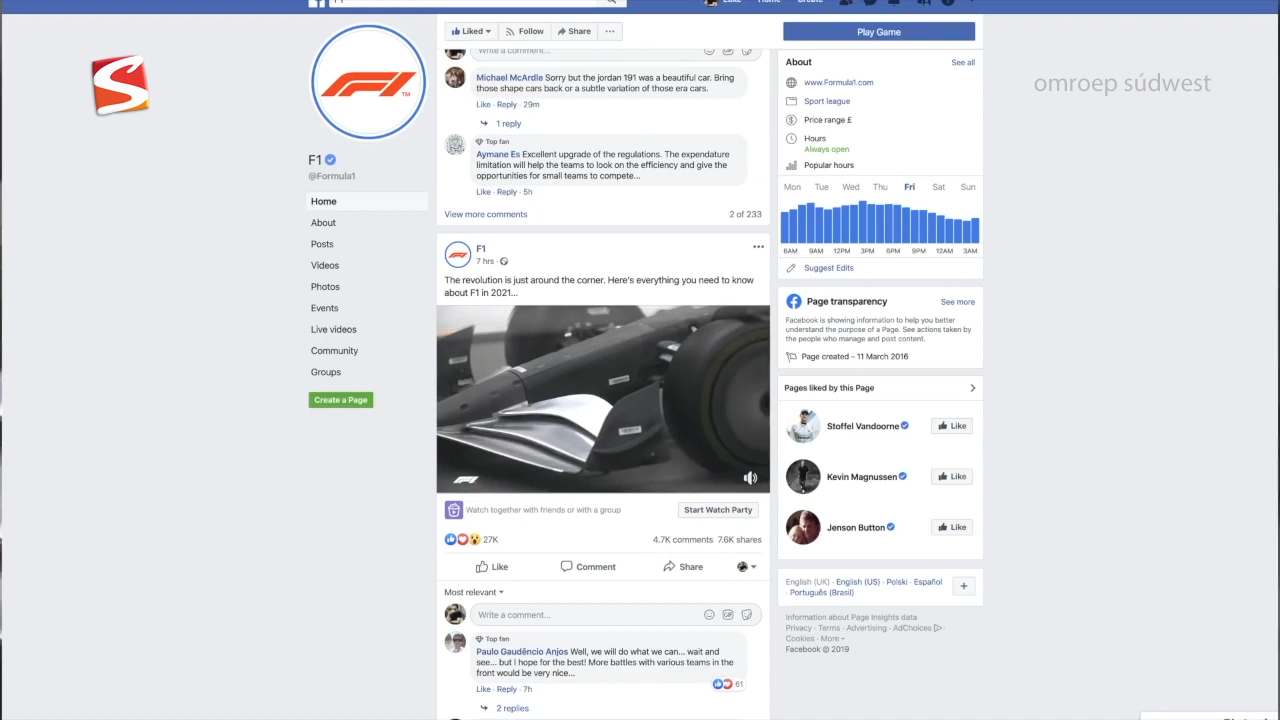 Liked
Follow
Share
Play Game
Write a comment...
Michael McArdle Sorry but the jordan 191 was a beautiful car. Bring
those shape cars back or a subtle variation of those era cars.
Like · Reply · 29m
1 reply
Top fan
Aymane Es Excellent upgrade of the regulations. The expendature
limitation will help the teams to look on the efficiency and give the
opportunities for small teams to compete...
Like · Reply · 5h
View more comments
2 of 233
F1
7 hrs ·
The revolution is just around the corner. Here's everything you need to know
about F1 in 2021...
Watch together with friends or with a group
Start Watch Party
27K
4.7K comments 7.6K shares
Like
Comment
Share
Most relevant
Write a comment...
Top fan
Paulo Gaudêncio Anjos Well, we will do what we can... wait and
see... but I hope for the best! More battles with various teams in the
front would be very nice...
61
Like · Reply · 7h
2 replies
S
F1
TM
F1
@Formula1
Home
About
Posts
Videos
Photos
Events
Live videos
Community
Groups
Create a Page
About
See all
www.Formula1.com
Sport league
Price range £
Hours
Always open
Popular hours
Mon Tue Wed Thu Fri Sat Sun
6AM 9AM 12PM 3PM 6PM 9PM 12AM 3AM
Suggest Edits
Page transparency
See more
Facebook is showing information to help you better
understand the purpose of a Page. See actions taken by
the people who manage and post content.
Page created – 11 March 2016
Pages liked by this Page
Stoffel Vandoorne
Like
Kevin Magnussen
Like
Jenson Button
Like
English (UK) · English (US) · Polski · Español
· Português (Brasil)
Information about Page Insights data
Privacy · Terms · Advertising · AdChoices ·
Cookies · More
Facebook © 2019
omroep súdwest